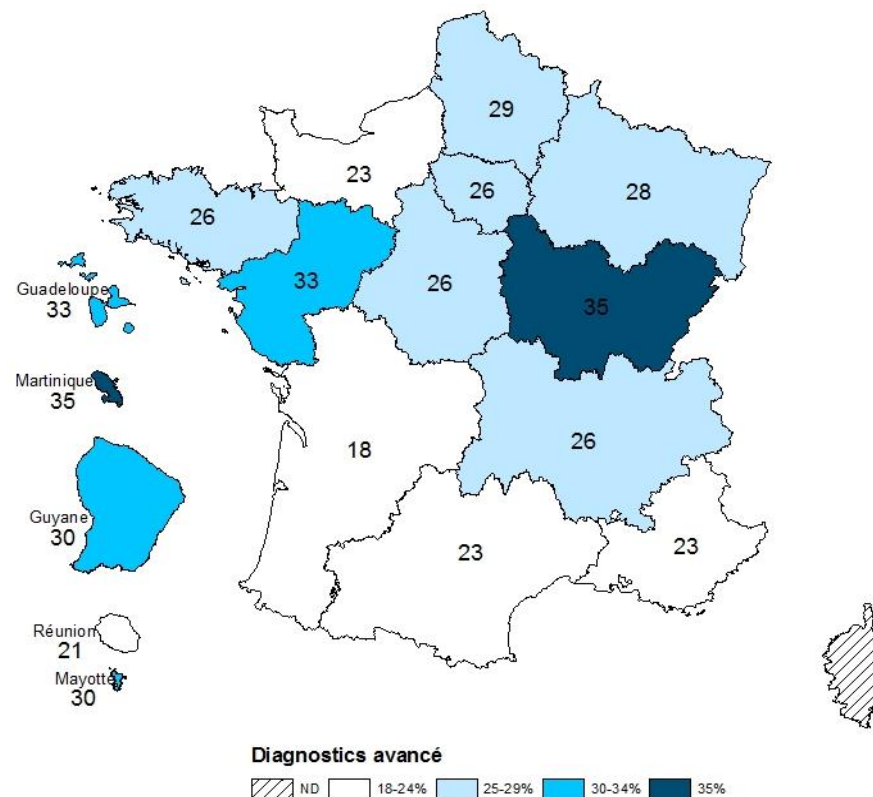 29
23
26
28
26
33
26
35
18
26
23
23
Guadeloupe
33
Martinique
35
Guyane
30
Réunion
21
Mayotte
30
Diagnostics avancé
ND 18-24% 25-29% 30-34% 35%